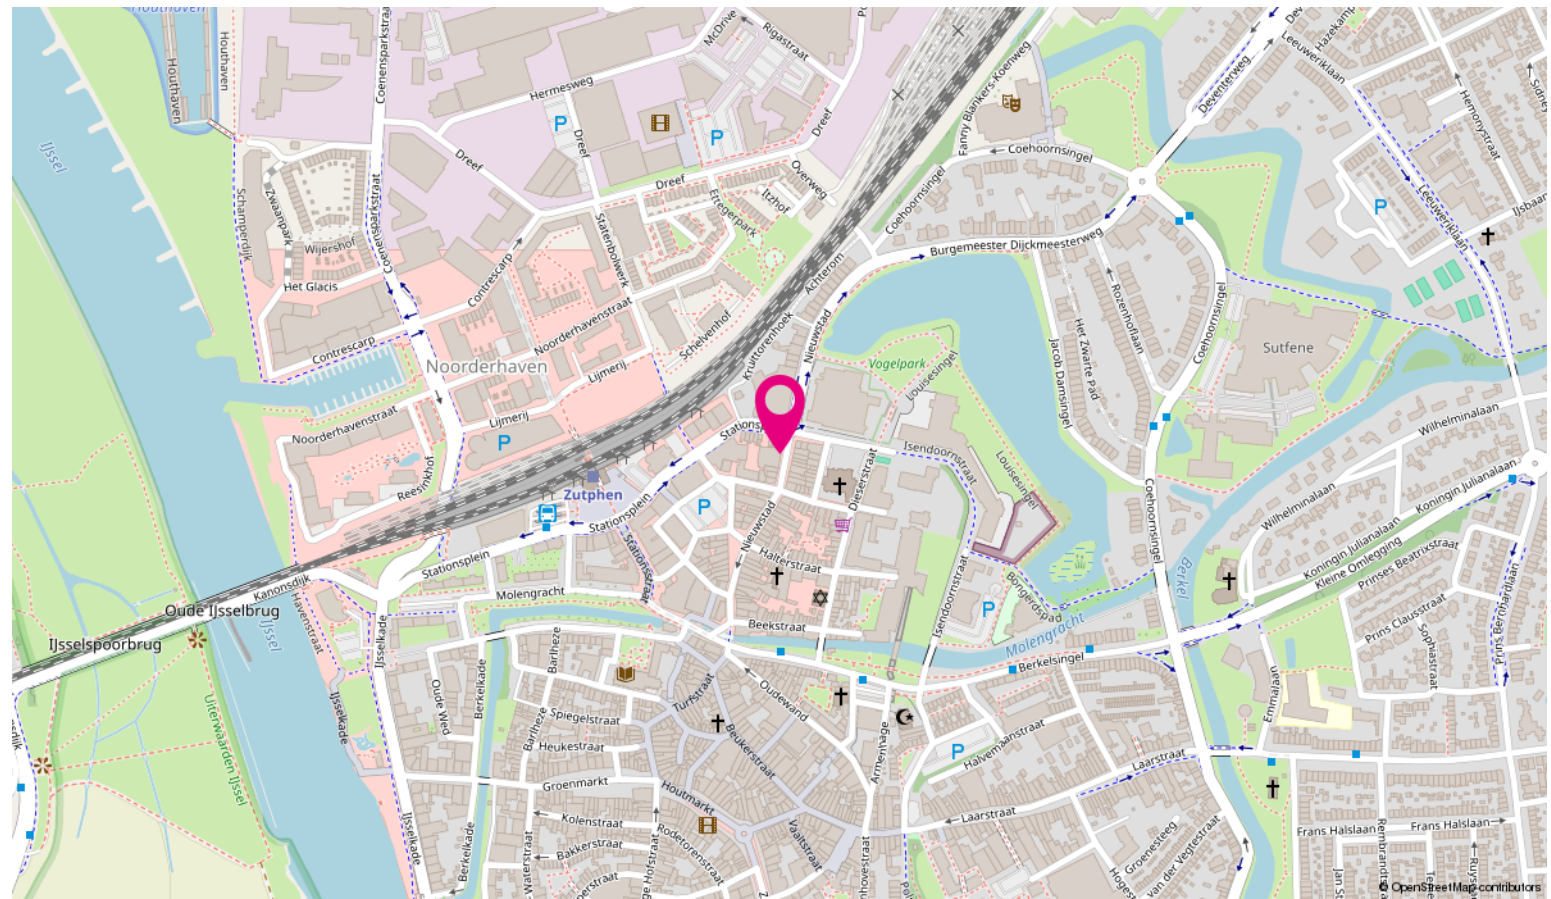 Houthaven
Houthaven
Houthaven
Coenensparkstraat
McDrive
Rigastraat
Hermesweg
P
P
Dreef
Dreef
Dreef
Dreef
Fanny Blankers-Koenweg
Deventerweg
Leeuweriklaan
Hemonystraat
Sidney
IJssel
Schamperdijk
Zwaanpark
Wijershof
Het Glacis
Coenensparkstraat
Contrescarp
Contrescarp
Statenbolwerk
Ettegerpark
Itzhof
Overweg
Coehoornsingel
Coehoornsingel
Burgemeester Dijckmeesterweg
P
Leeuweriklaan
IJsbaan
Noorderhavenstraat
Schelvenhof
Lijmerij
Noorderhaven
Kruittorenhoek
Achterom
Nieuwstad
Vogelpark
Louisesingel
Jacob Damsingel
Het Zwarte Pad
Rozenhoflaan
Coehoornsingel
Sutfene
Noorderhavenstraat
Lijmerij
P
Reesinkhof
Zutphen
Stationsplein
Stationsplein
P
Isendoornstraat
Louisesingel
Dieserstraat
Wilhelminalaan
Wilhelminalaan
Koningin Julianalaan
Koningin Julianalaan
Kleine Omlegging
Prinses Beatrixstraat
Nieuwstad
Halterstraat
Stationsstraat
Coehoornsingel
Berkel
Kanonsdijk
Oude IJsselbrug
IJsselspoorbrug
IJssel
Havenstraat
Molengracht
Beekstraat
Isendoornstraat
P
Bongerdspad
Molengracht
Berkelsingel
Prins Clausstraat
Sophiastraat
Prins Bernhardlaan
IJsselkade
IJsselkade
Uiterwaarden IJssel
Oude Wed
Berkelkade
Barlheze
Barlheze
Spiegelstraat
Heukestraat
Groenmarkt
Turfstraat
Oudewand
Beukerstraat
Armenhage
P
Halvemaanstraat
Laarstraat
Emmalaan
Houtmarkt
Kolenstraat
Bakkerstraat
Rodetorenstraat
Vaaltstraat
Laarstraat
IJsselkade
Berkelkade
Waterstraat
Groenesteeg
van der Vegtestraat
Frans Halslaan
Frans Halslaan
© OpenStreetMap contributors